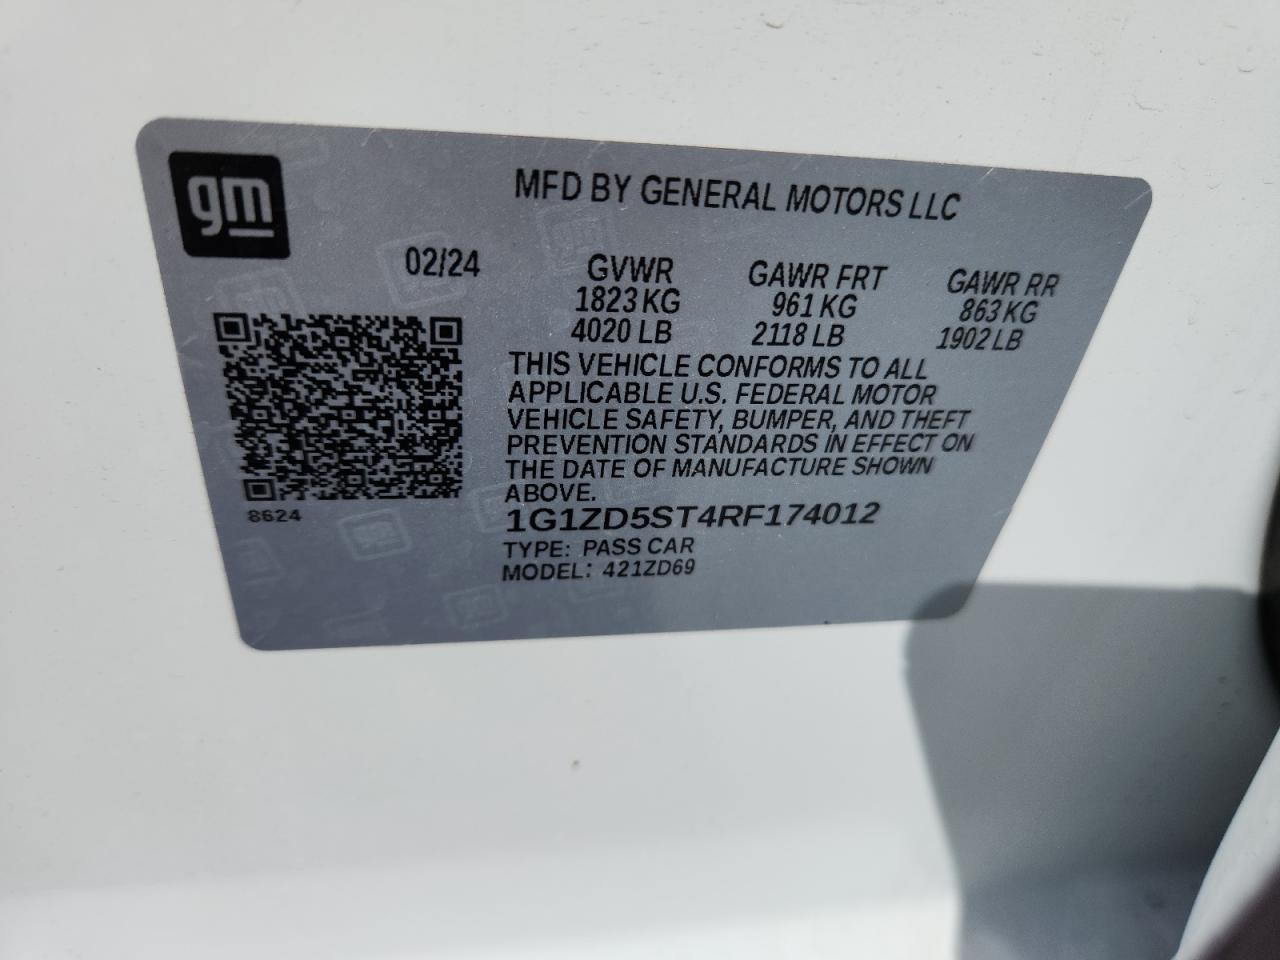 gm
MFD BY GENERAL MOTORS LLC
02/24
GVWR GAWR FRT GAWR RR
1823 KG 961 KG 863 KG
4020 LB 2118 LB 1902 LB
THIS VEHICLE CONFORMS TO ALL
APPLICABLE U.S. FEDERAL MOTOR
VEHICLE SAFETY, BUMPER, AND THEFT
PREVENTION STANDARDS IN EFFECT ON
THE DATE OF MANUFACTURE SHOWN
ABOVE.
8624
1G1ZD5ST4RF174012
TYPE: PASS CAR
MODEL: 421ZD69